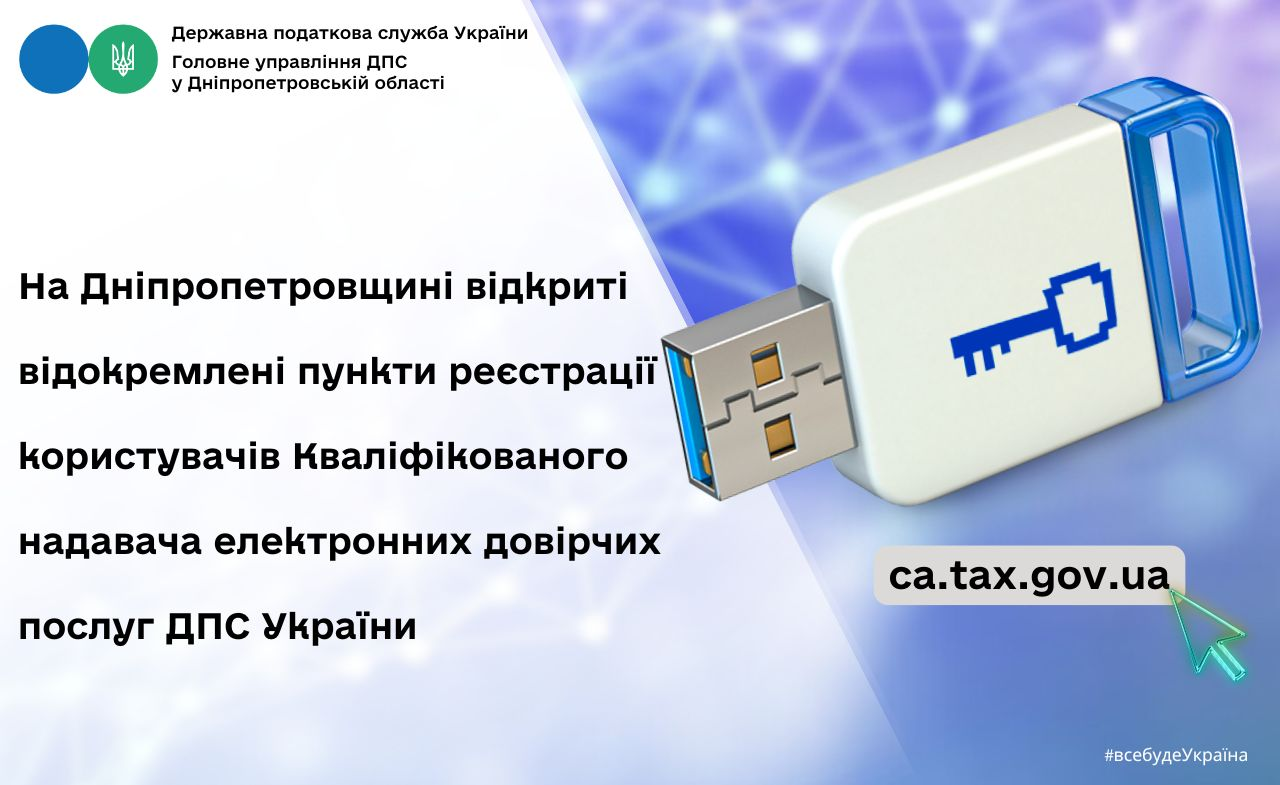 Державна податкова служба України
Головне управління ДПС
у Дніпропетровській області
На Дніпропетровщині відкриті
відокремлені пункти реєстрації
користувачів Кваліфікованого
надавача електронних довірчих
послуг ДПС України
ca.tax.gov.ua
#всебудеУкраїна